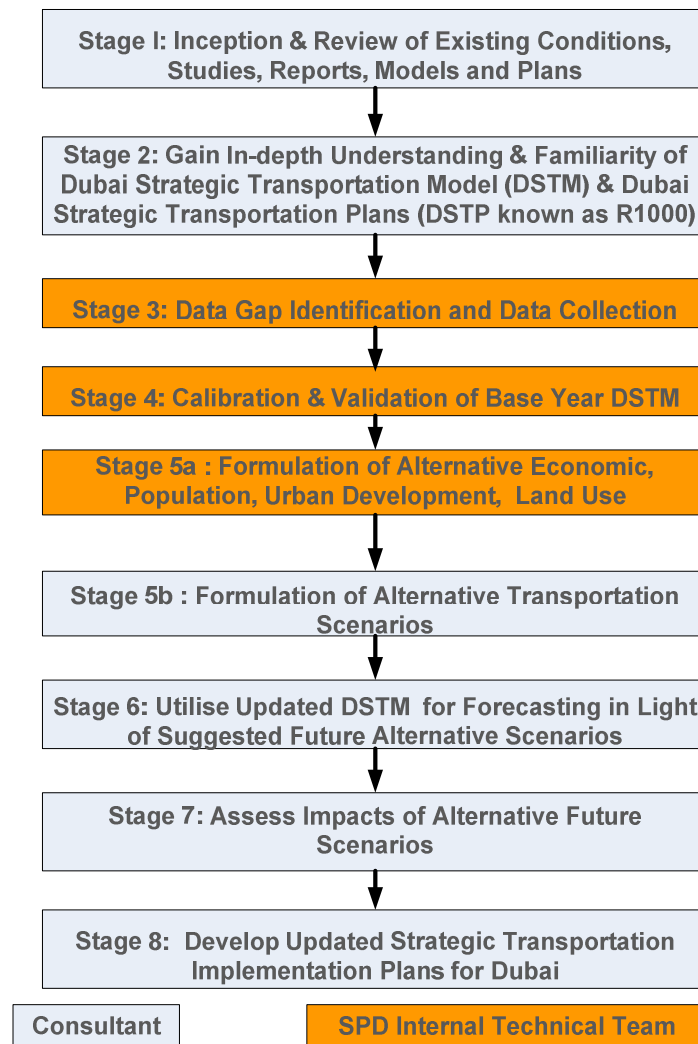 Stage I: Inception & Review of Existing Conditions,
Studies, Reports, Models and Plans
Stage 2: Gain In-depth Understanding & Familiarity of
Dubai Strategic Transportation Model (DSTM) & Dubai
Strategic Transportation Plans (DSTP known as R1000)
Stage 3: Data Gap Identification and Data Collection
Stage 4: Calibration & Validation of Base Year DSTM
Stage 5a : Formulation of Alternative Economic,
Population, Urban Development, Land Use
Stage 5b : Formulation of Alternative Transportation
Scenarios
Stage 6: Utilise Updated DSTM for Forecasting in Light
of Suggested Future Alternative Scenarios
Stage 7: Assess Impacts of Alternative Future
Scenarios
Stage 8: Develop Updated Strategic Transportation
Implementation Plans for Dubai
Consultant
SPD Internal Technical Team